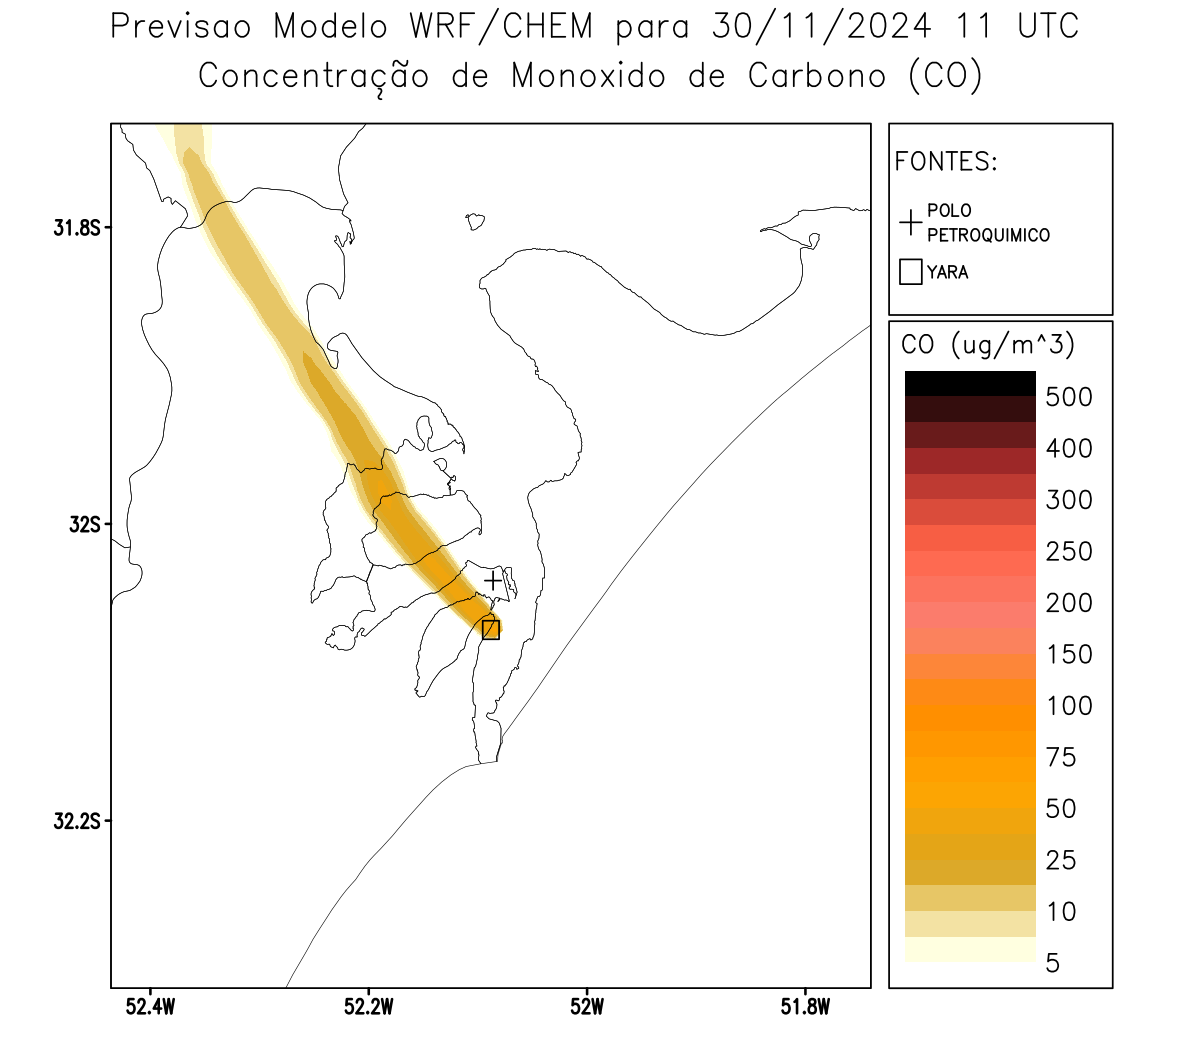 Previsao Modelo WRF/CHEM para 30/11/2024 11 UTC
Concentração de Monoxido de Carbono (CO)
FONTES:
POLO
PETROQUIMICO
YARA
CO (ug/m^3)
500
400
300
250
200
150
100
75
50
25
10
5
31.8S
32S
32.2S
52.4W
52.2W
52W
51.8W